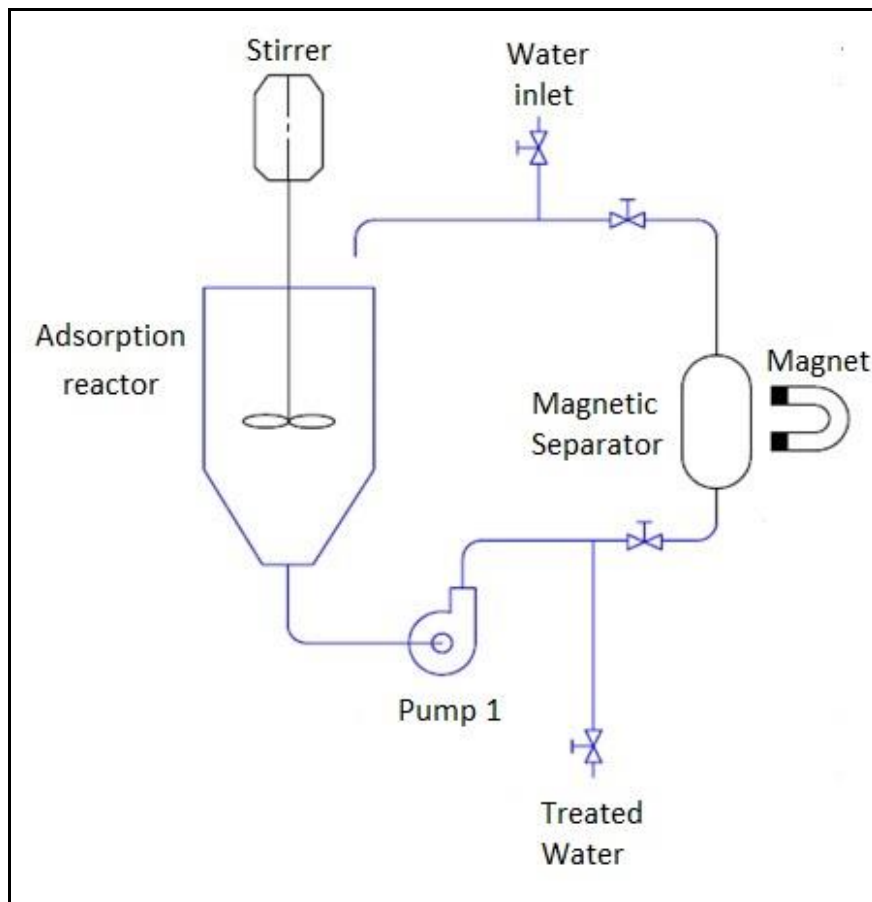 Stirrer
Water
inlet
Adsorption
reactor
Magnet
Magnetic
Separator
Pump 1
Treated
Water